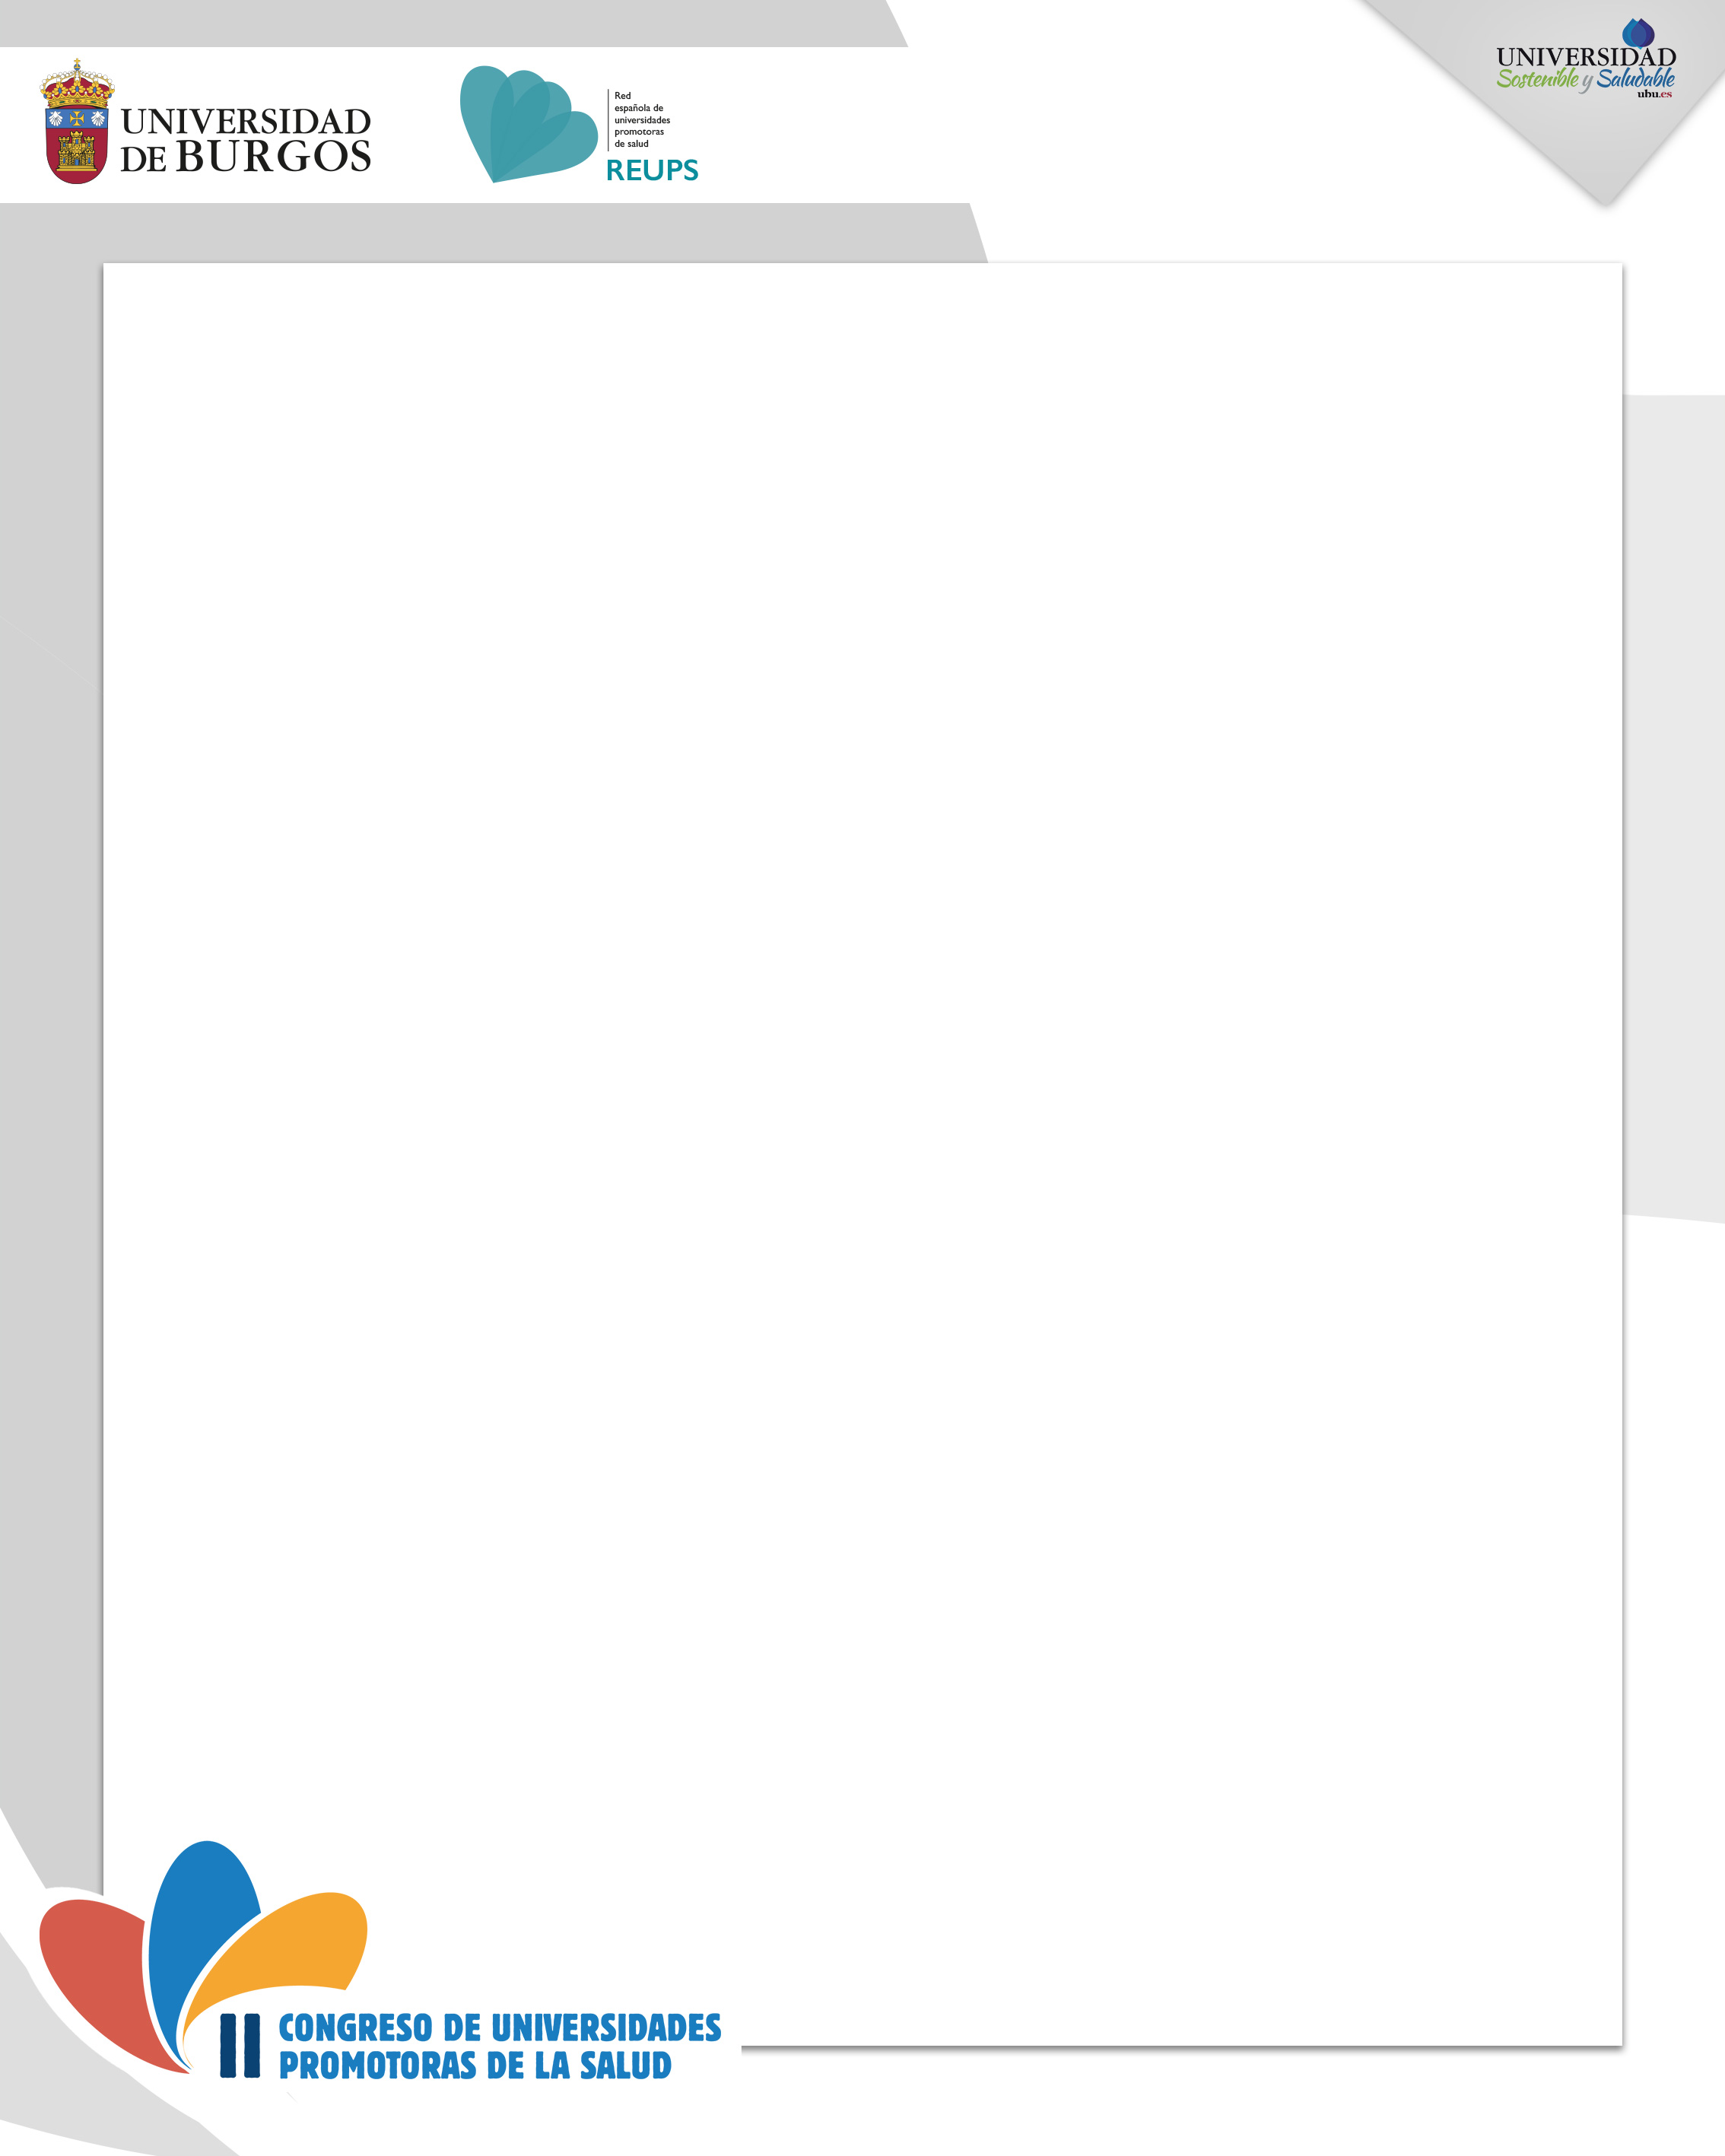 UNIVERSIDAD
DE BURGOS
Red
española de
universidades
promotoras
de salud
REUPS
UNIVERSIDAD
Sostenible y Saludable
ubu.es
II CONGRESO DE UNIVERSIDADES
PROMOTORAS DE LA SALUD